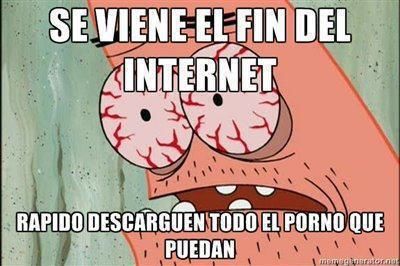 SE VIENE EL FIN DEL
INTERNET
RAPIDO DESCARGUEN TODO EL PORNO QUE
PUEDAN
memegenerator.net